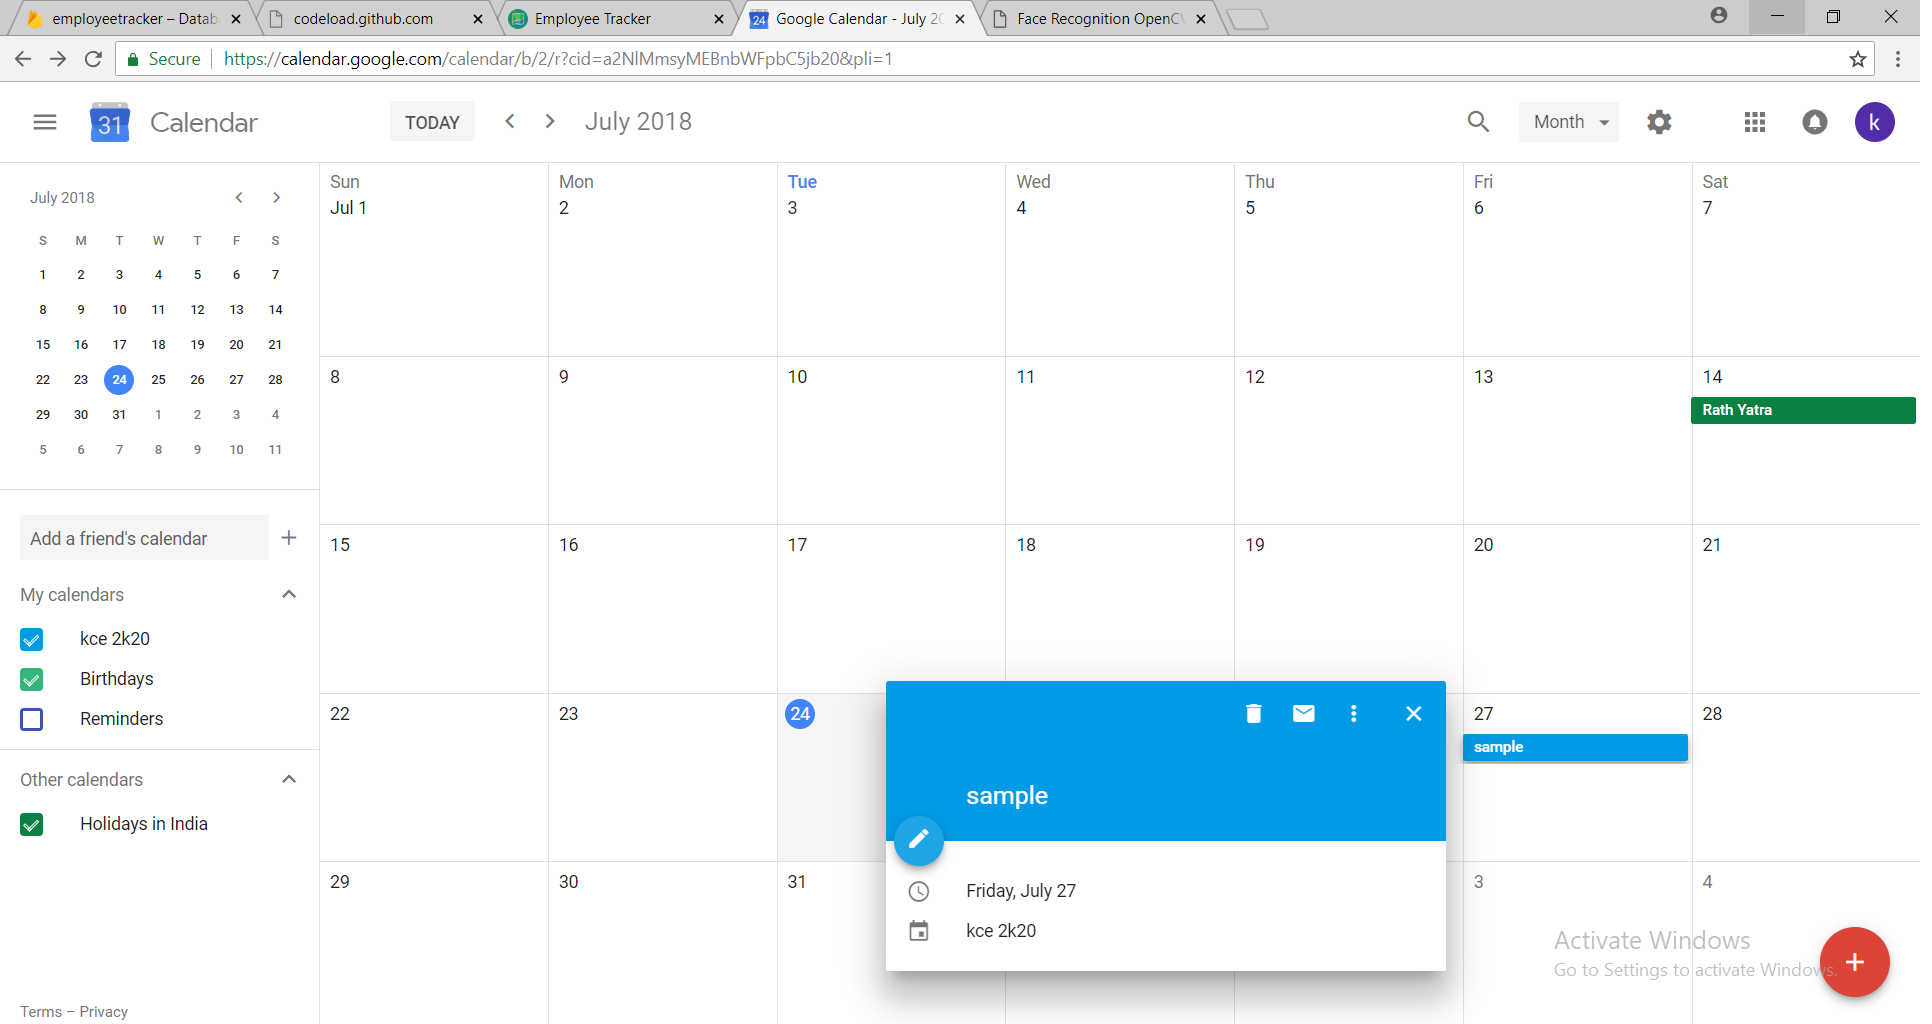 employeetracker – Datab
codeload.github.com
Employee Tracker
Google Calendar - July 20
Face Recognition OpenCV
Secure
https://calendar.google.com/calendar/b/2/r?cid=a2NlMmsyMEBnbWFpbC5jb20&pli=1
31
Calendar
TODAY
July 2018
Month
k
July 2018
S M T W T F S
1 2 3 4 5 6 7
8 9 10 11 12 13 14
15 16 17 18 19 20 21
22 23 24 25 26 27 28
29 30 31 1 2 3 4
5 6 7 8 9 10 11
Add a friend's calendar
My calendars
kce 2k20
Birthdays
Reminders
Other calendars
Holidays in India
Terms – Privacy
Sun Mon Tue Wed Thu Fri Sat
Jul 1 2 3 4 5 6 7
8 9 10 11 12 13 14
Rath Yatra
15 16 17 18 19 20 21
22 23 24 27 28
sample
29 30 31 3 4
sample
Friday, July 27
kce 2k20
Activate Windows
Go to Settings to activate Windows.